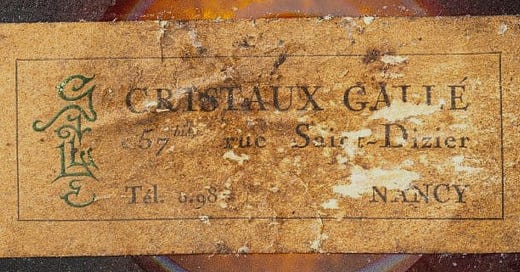 CRISTAUX GALLÉ
57bis rue Saint-Dizier
Tél. NANCY